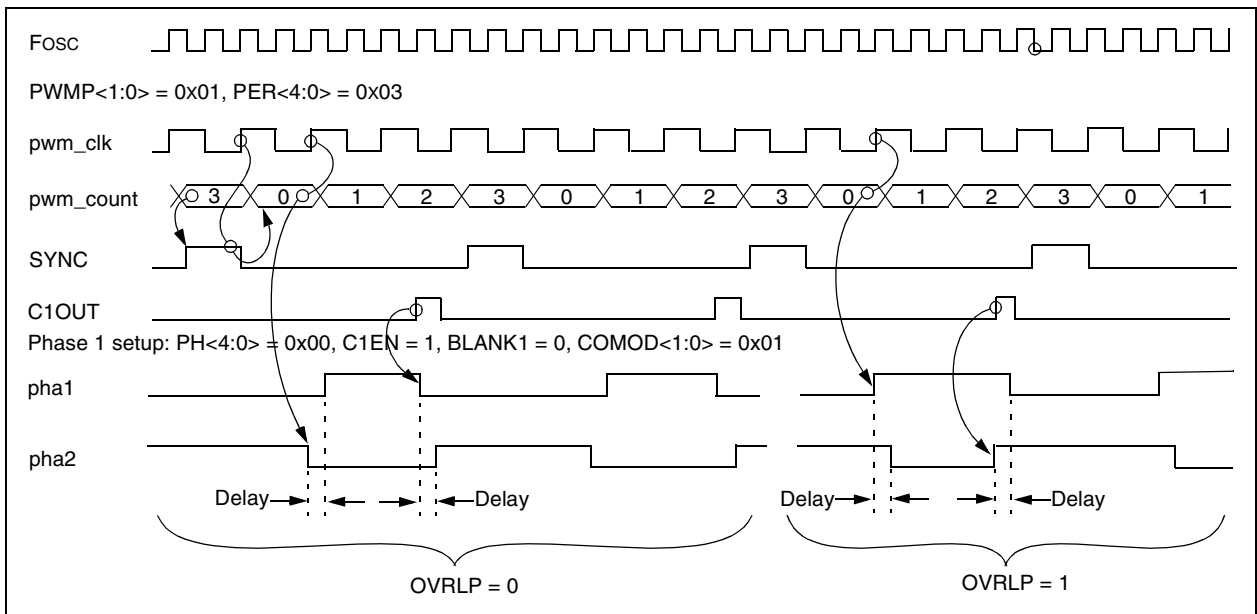 FOSC
PWMP<1:0> = 0x01, PER<4:0> = 0x03
pwm_clk
pwm_count 3 0 1 2 3 0 1 2 3 0 1 2 3 0 1
SYNC
C1OUT
Phase 1 setup: PH<4:0> = 0x00, C1EN = 1, BLANK1 = 0, COMOD<1:0> = 0x01
pha1
pha2
Delay Delay Delay Delay
OVRLP = 0 OVRLP = 1